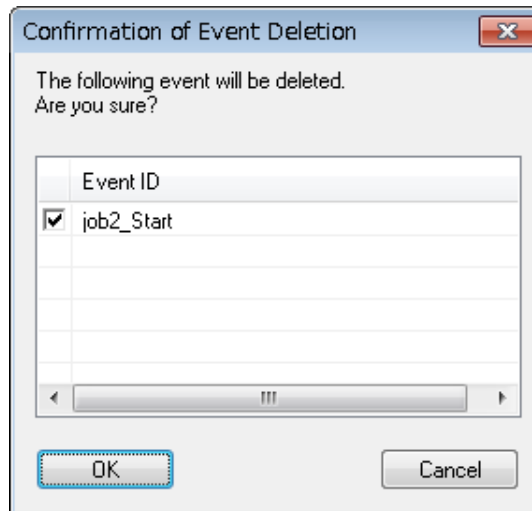 Confirmation of Event Deletion
The following event will be deleted.
Are you sure?
Event ID
job2_Start
OK
Cancel